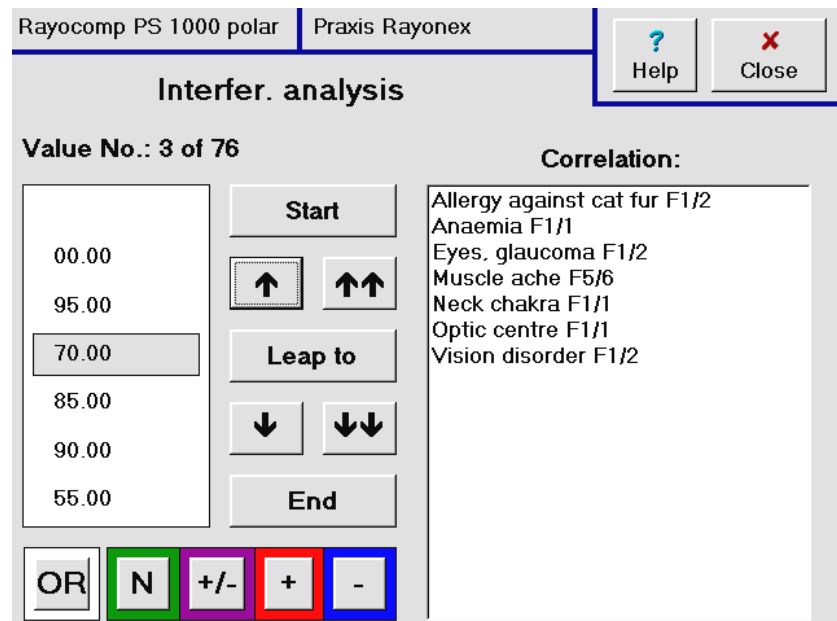 Rayocomp PS 1000 polar
Praxis Rayonex
?
Help
✗
Close
Interfer. analysis
Value No.: 3 of 76
00.00
95.00
70.00
85.00
90.00
55.00
Start
↑ ↑↑
Leap to
↓ ↓↓
End
OR N +/- + -
Correlation:
Allergy against cat fur F1/2
Anaemia F1/1
Eyes, glaucoma F1/2
Muscle ache F5/6
Neck chakra F1/1
Optic centre F1/1
Vision disorder F1/2